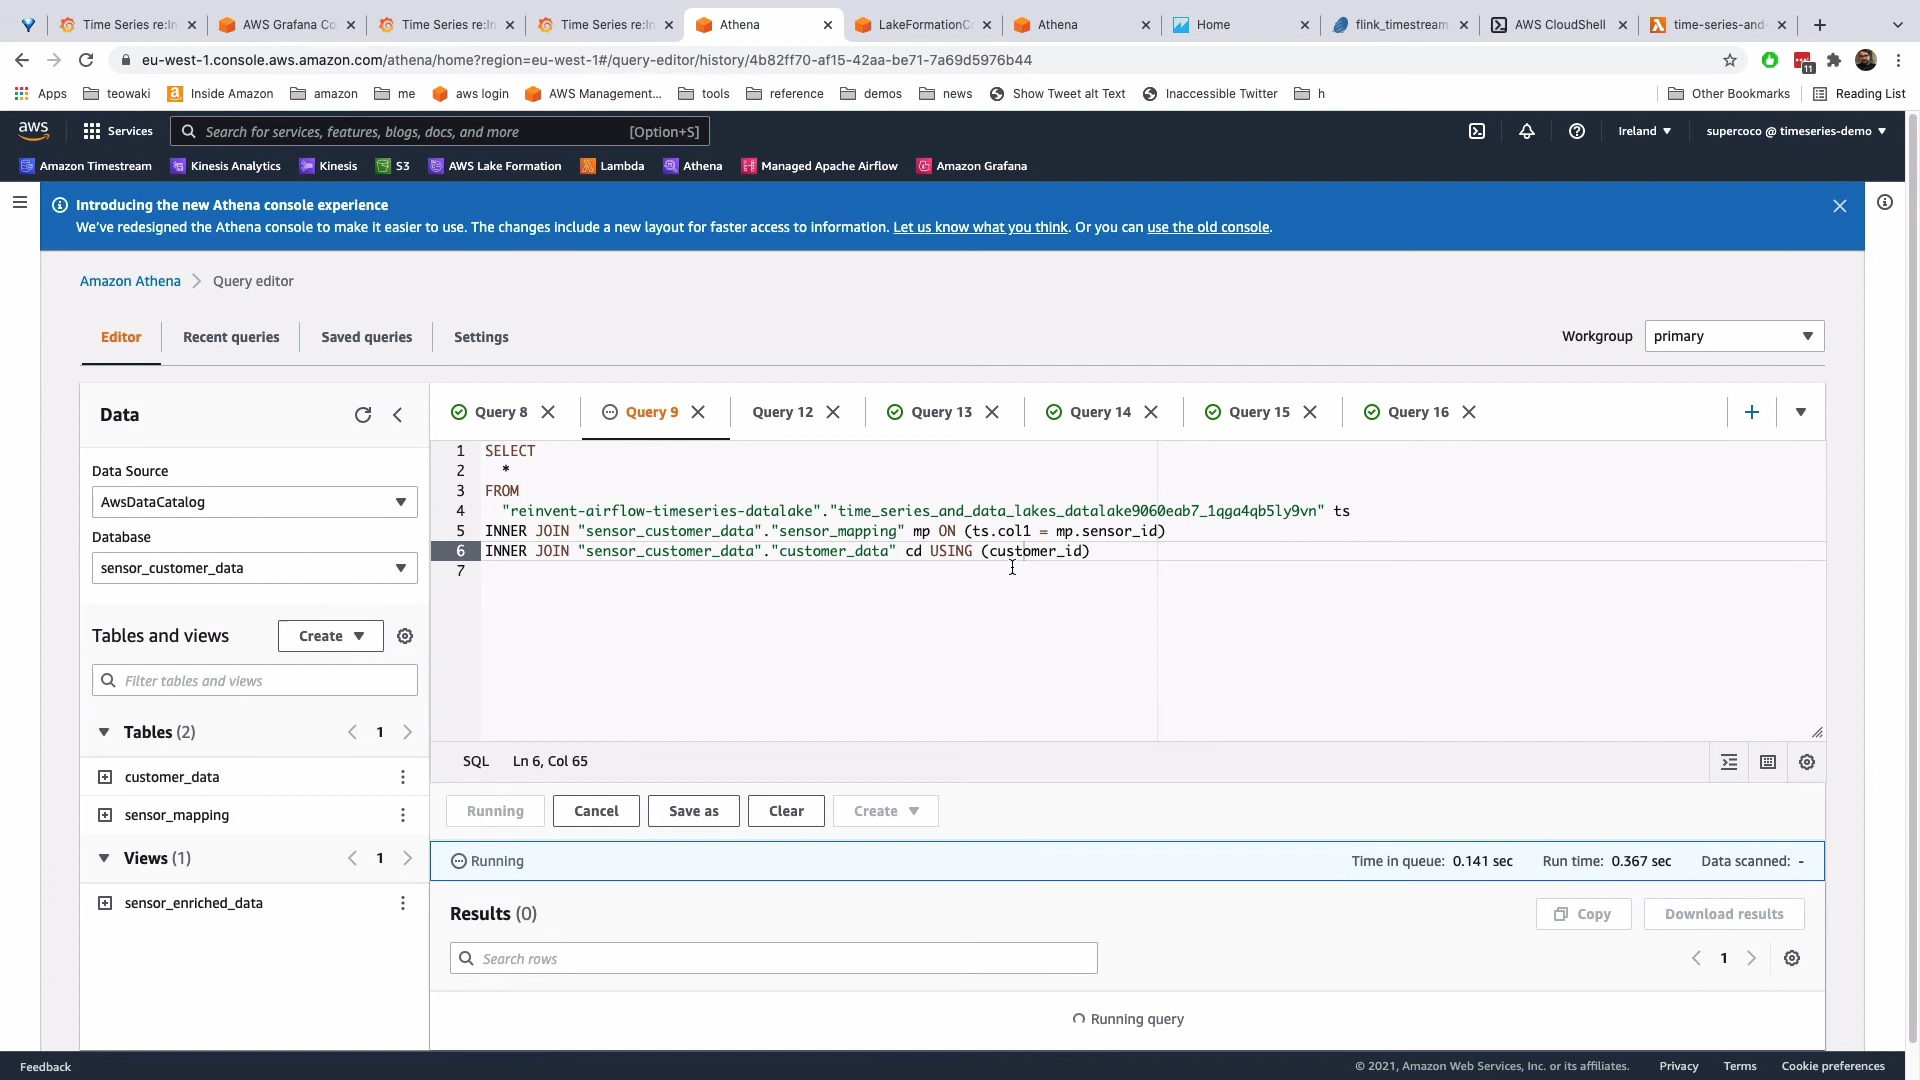 Time Series re:In
AWS Grafana Co
Time Series re:In
Time Series re:In
Athena
LakeFormationC
Athena
Home
flink_timestream
AWS CloudShell
time-series-and-
eu-west-1.console.aws.amazon.com/athena/home?region=eu-west-1#/query-editor/history/4b82ff70-af15-42aa-be71-7a69d5976b44
11
Apps
teowaki
Inside Amazon
amazon
me
aws login
AWS Management...
tools
reference
demos
news
Show Tweet alt Text
Inaccessible Twitter
h
Other Bookmarks
Reading List
aws
Services
Search for services, features, blogs, docs, and more
[Option+S]
Ireland
supercoco @ timeseries-demo
Amazon Timestream
Kinesis Analytics
Kinesis
S3
AWS Lake Formation
Lambda
Athena
Managed Apache Airflow
Amazon Grafana
Introducing the new Athena console experience
We've redesigned the Athena console to make it easier to use. The changes include a new layout for faster access to information. Let us know what you think. Or you can use the old console.
Amazon Athena
Query editor
Editor
Recent queries
Saved queries
Settings
Workgroup
primary
Data
Data Source
AwsDataCatalog
Database
sensor_customer_data
Tables and views
Create
Filter tables and views
Tables (2)
1
customer_data
sensor_mapping
Views (1)
1
sensor_enriched_data
Query 8
Query 9
Query 12
Query 13
Query 14
Query 15
Query 16
1 SELECT
2 *
3 FROM
4 "reinvent-airflow-timeseries-datalake"."time_series_and_data_lakes_datalake9060eab7_1qga4qb5ly9vn" ts
5 INNER JOIN "sensor_customer_data"."sensor_mapping" mp ON (ts.col1 = mp.sensor_id)
6 INNER JOIN "sensor_customer_data"."customer_data" cd USING (customer_id)
7
SQL
Ln 6, Col 65
Running
Cancel
Save as
Clear
Create
Running
Time in queue: 0.141 sec
Run time: 0.367 sec
Data scanned: -
Results (0)
Copy
Download results
Search rows
1
Running query
Feedback
© 2021, Amazon Web Services, Inc. or its affiliates.
Privacy
Terms
Cookie preferences